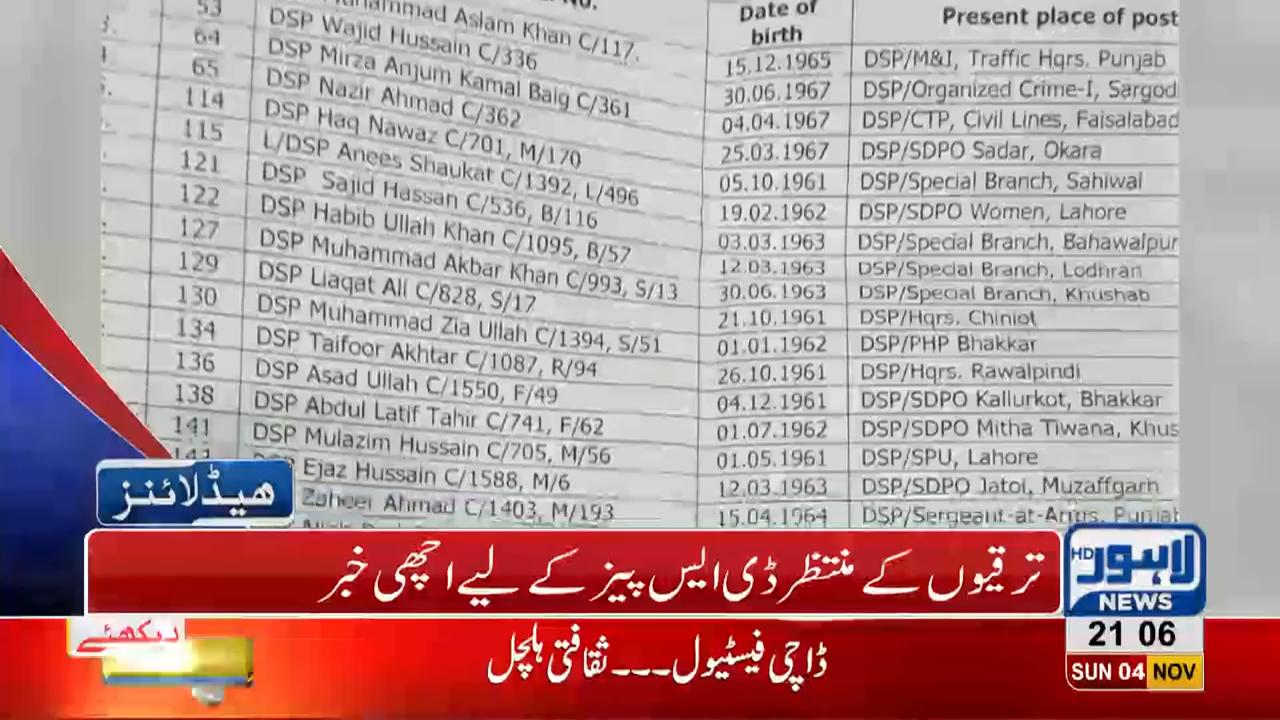 No. Date of birth Present place of post
Muhammad Aslam Khan C/117. 15.12.1965 DSP/M&I, Traffic Hqrs. Punjab
53 DSP Wajid Hussain C/336 30.06.1967 DSP/Organized Crime-I, Sargod
64 DSP Mirza Anjum Kamal Baig C/361 04.04.1967 DSP/CTP, Civil Lines, Faisalabad
65 DSP Nazir Ahmad C/362 25.03.1967 DSP/SDPO Sadar, Okara
114 DSP Haq Nawaz C/701, M/170 05.10.1961 DSP/Special Branch, Sahiwal
115 L/DSP Anees Shaukat C/1392, L/496 19.02.1962 DSP/SDPO Women, Lahore
121 DSP Sajid Hassan C/536, B/116 03.03.1963 DSP/Special Branch, Bahawalpur
122 DSP Habib Ullah Khan C/1095, B/57 12.03.1963 DSP/Special Branch, Lodhran
127 DSP Muhammad Akbar Khan C/993, S/13 30.06.1963 DSP/Special Branch, Khushab
129 DSP Liaqat Ali C/828, S/17 21.10.1961 DSP/Hqrs. Chiniot
130 DSP Muhammad Zia Ullah C/1394, S/51 01.01.1962 DSP/PHP Bhakkar
134 DSP Taifoor Akhtar C/1087, R/94 26.10.1961 DSP/Hqrs. Rawalpindi
136 DSP Asad Ullah C/1550, F/49 04.12.1961 DSP/SDPO Kallurkot, Bhakkar
138 DSP Abdul Latif Tahir C/741, F/62 01.07.1962 DSP/SDPO Mitha Tiwana, Khus
141 DSP Mulazim Hussain C/705, M/56 01.05.1961 DSP/SPU, Lahore
Ejaz Hussain C/1588, M/6 12.03.1963 DSP/SDPO Jatoi, Muzaffgarh
Zaheer Ahmad C/1403, M/193 15.04.1964 DSP/Sergeant-at-Arms, Punjab
ہیڈلائنز
ترقیوں کے منتظر ڈی ایس پیز کے لیے اچھی خبر
لاہور HD
NEWS
دیکھئے
ڈاچی فیسٹیول۔۔۔ ثقافتی ہلچل
21 06
SUN 04 NOV